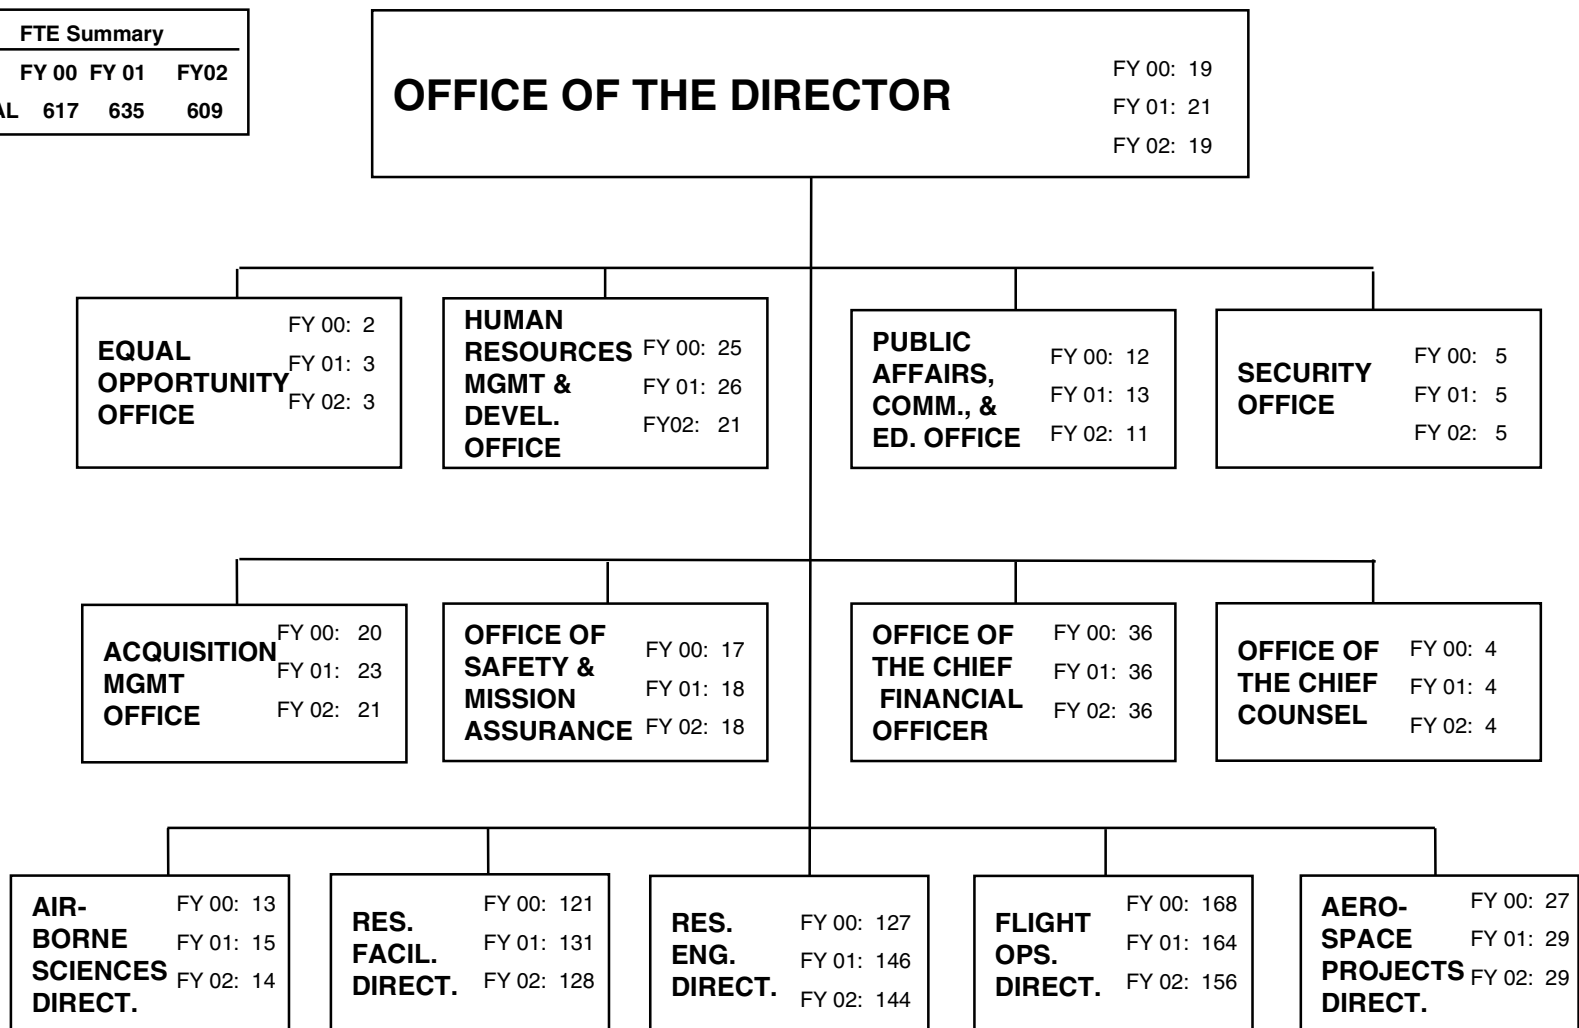 FTE Summary
FY 00 FY 01 FY02
617 635 609
OFFICE OF THE DIRECTOR
FY 00: 19
FY 01: 21
FY 02: 19
EQUAL
OPPORTUNITY
OFFICE
FY 00: 2
FY 01: 3
FY 02: 3
HUMAN
RESOURCES
MGMT &
DEVEL.
OFFICE
FY 00: 25
FY 01: 26
FY02: 21
PUBLIC
AFFAIRS,
COMM., &
ED. OFFICE
FY 00: 12
FY 01: 13
FY 02: 11
SECURITY
OFFICE
FY 00: 5
FY 01: 5
FY 02: 5
ACQUISITION
MGMT
OFFICE
FY 00: 20
FY 01: 23
FY 02: 21
OFFICE OF
SAFETY &
MISSION
ASSURANCE
FY 00: 17
FY 01: 18
FY 02: 18
OFFICE OF
THE CHIEF
FINANCIAL
OFFICER
FY 00: 36
FY 01: 36
FY 02: 36
OFFICE OF
THE CHIEF
COUNSEL
FY 00: 4
FY 01: 4
FY 02: 4
AIR-
BORNE
SCIENCES
DIRECT.
FY 00: 13
FY 01: 15
FY 02: 14
RES.
FACIL.
DIRECT.
FY 00: 121
FY 01: 131
FY 02: 128
RES.
ENG.
DIRECT.
FY 00: 127
FY 01: 146
FY 02: 144
FLIGHT
OPS.
DIRECT.
FY 00: 168
FY 01: 164
FY 02: 156
AERO-
SPACE
PROJECTS
DIRECT.
FY 00: 27
FY 01: 29
FY 02: 29